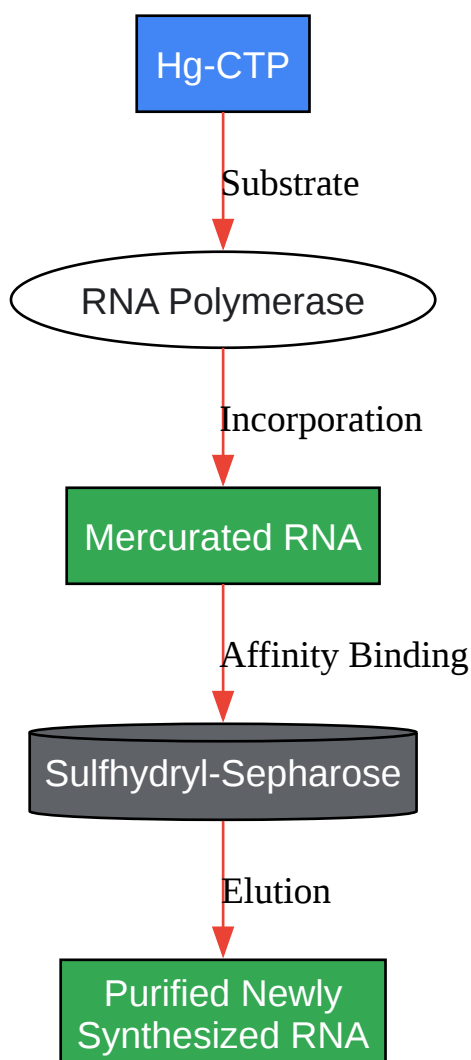 Hg-CTP
Substrate
RNA Polymerase
Incorporation
Mercurated RNA
Affinity Binding
Sulfhydryl-Sepharose
Elution
Purified Newly
Synthesized RNA